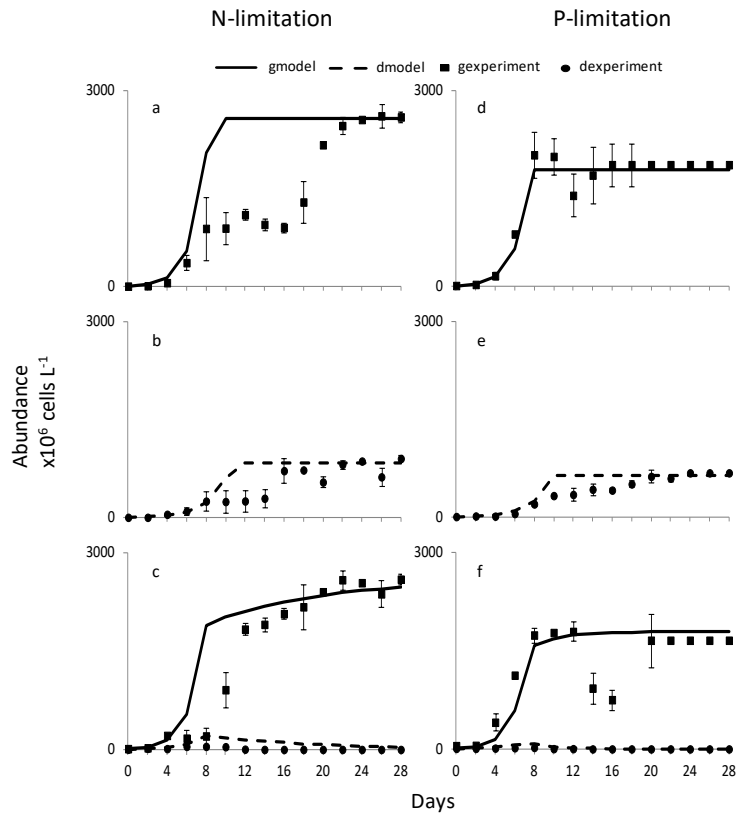 N-limitation P-limitation
gmodel dmodel gexperiment dexperiment
3000 a 3000 d
0 0
3000 b 3000 e
0 0
Abundance
x10⁶ cells L⁻¹
3000 c 3000 f
0 0
0 4 8 12 16 20 24 28 0 4 8 12 16 20 24 28
Days